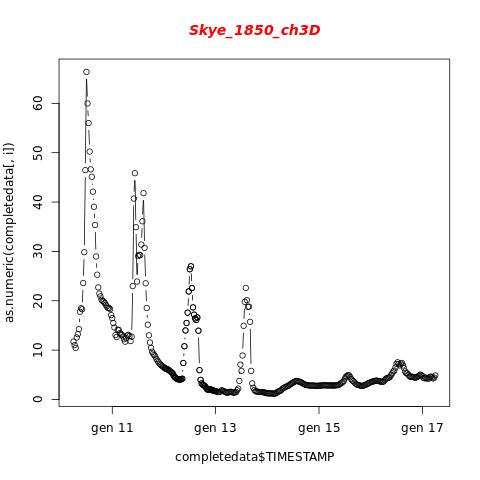 Skye_1850_ch3D
as.numeric(completedata[, i])
60
50
40
30
20
10
0
gen 11
gen 13
gen 15
gen 17
completedata$TIMESTAMP